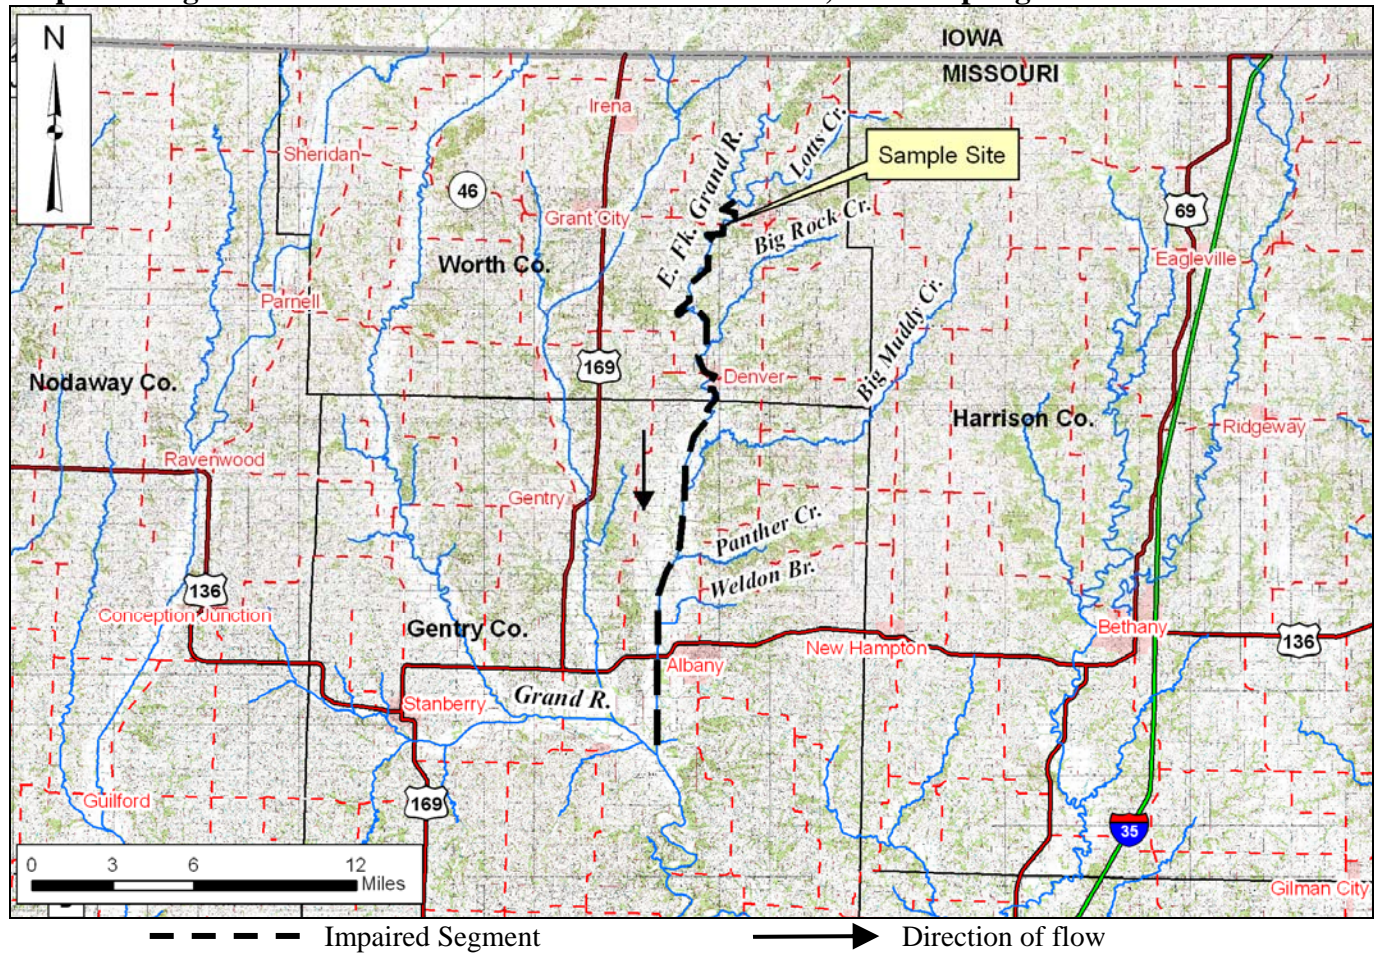 N
IOWA
MISSOURI
Irena
Sheridan
E. Fk. Grand R.
Lotts Cr.
Sample Site
46
69
Grant City
Big Rock Cr.
Worth Co.
Eagleville
Parnell
Big Muddy Cr.
169
Nodaway Co.
Denver
Harrison Co.
Ridgeway
Ravenwood
Gentry
Panther Cr.
Weldon Br.
136
Conception Junction
Gentry Co.
Bethany
136
New Hampton
Albany
Grand R.
Stanberry
Guilford
169
35
0 3 6 12
Miles
Gilman City
Impaired Segment
Direction of flow